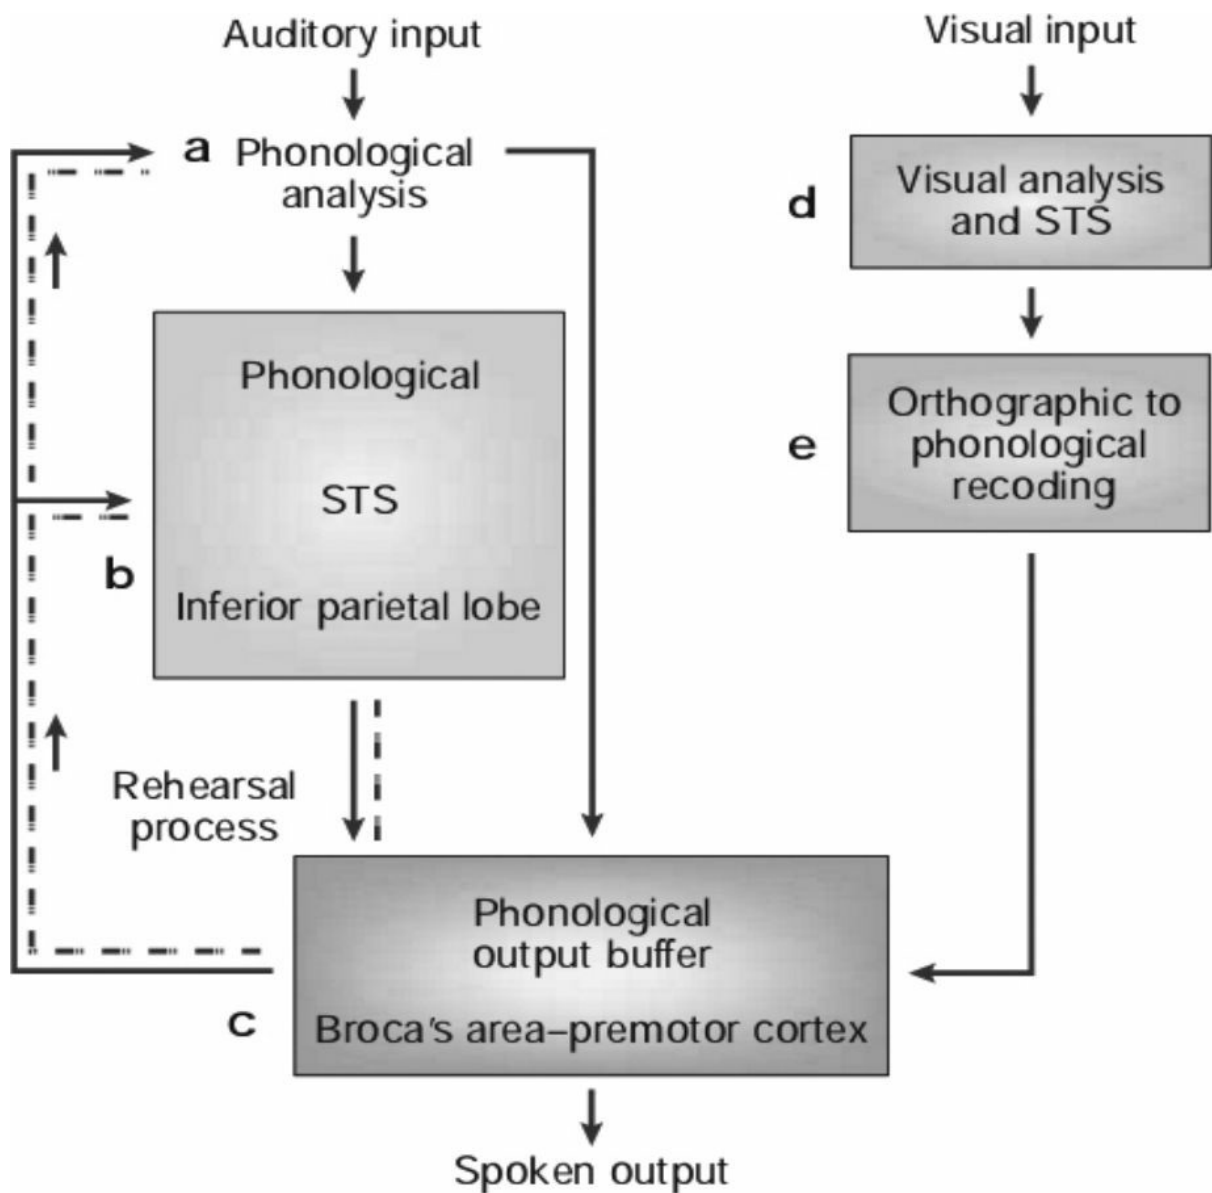 Auditory input
a Phonological
analysis
Phonological
STS
b
Inferior parietal lobe
Rehearsal
process
Phonological
output buffer
c
Broca's area–premotor cortex
Spoken output
Visual input
d
Visual analysis
and STS
e
Orthographic to
phonological
recoding